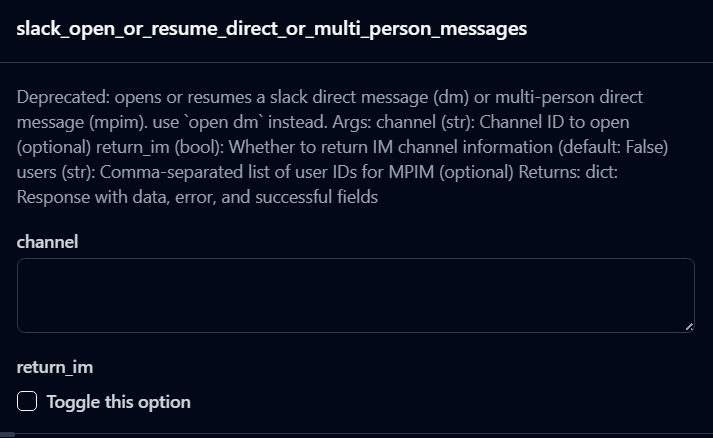 slack_open_or_resume_direct_or_multi_person_messages
Deprecated: opens or resumes a slack direct message (dm) or multi-person direct
message (mpim). use `open dm` instead. Args: channel (str): Channel ID to open
(optional) return_im (bool): Whether to return IM channel information (default: False)
users (str): Comma-separated list of user IDs for MPIM (optional) Returns: dict:
Response with data, error, and successful fields
channel
return_im
Toggle this option